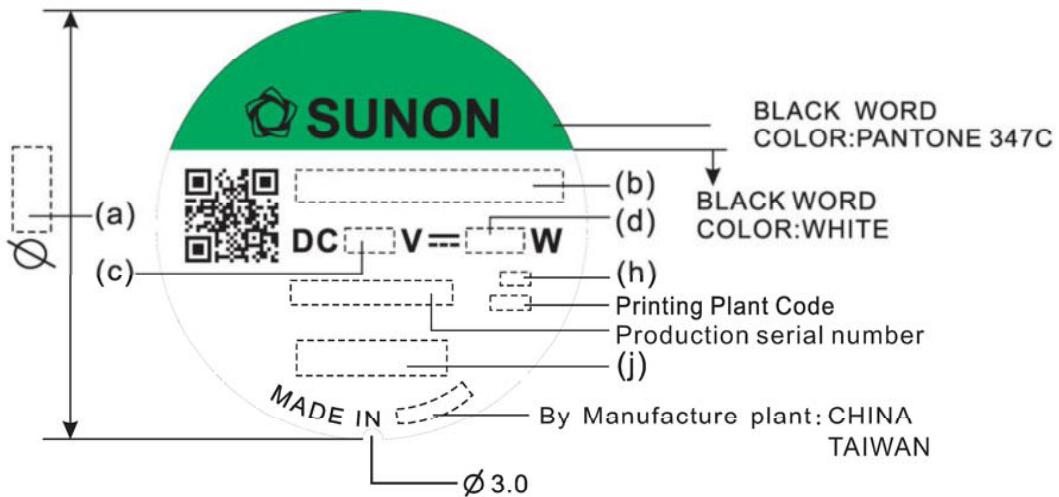 SUNON
BLACK WORD
COLOR:PANTONE 347C
BLACK WORD
COLOR:WHITE
(a)
Ø
(b)
DC V⎓ W
(d)
(c)
(h)
Printing Plant Code
Production serial number
(j)
MADE IN
By Manufacture plant: CHINA
TAIWAN
Ø 3.0